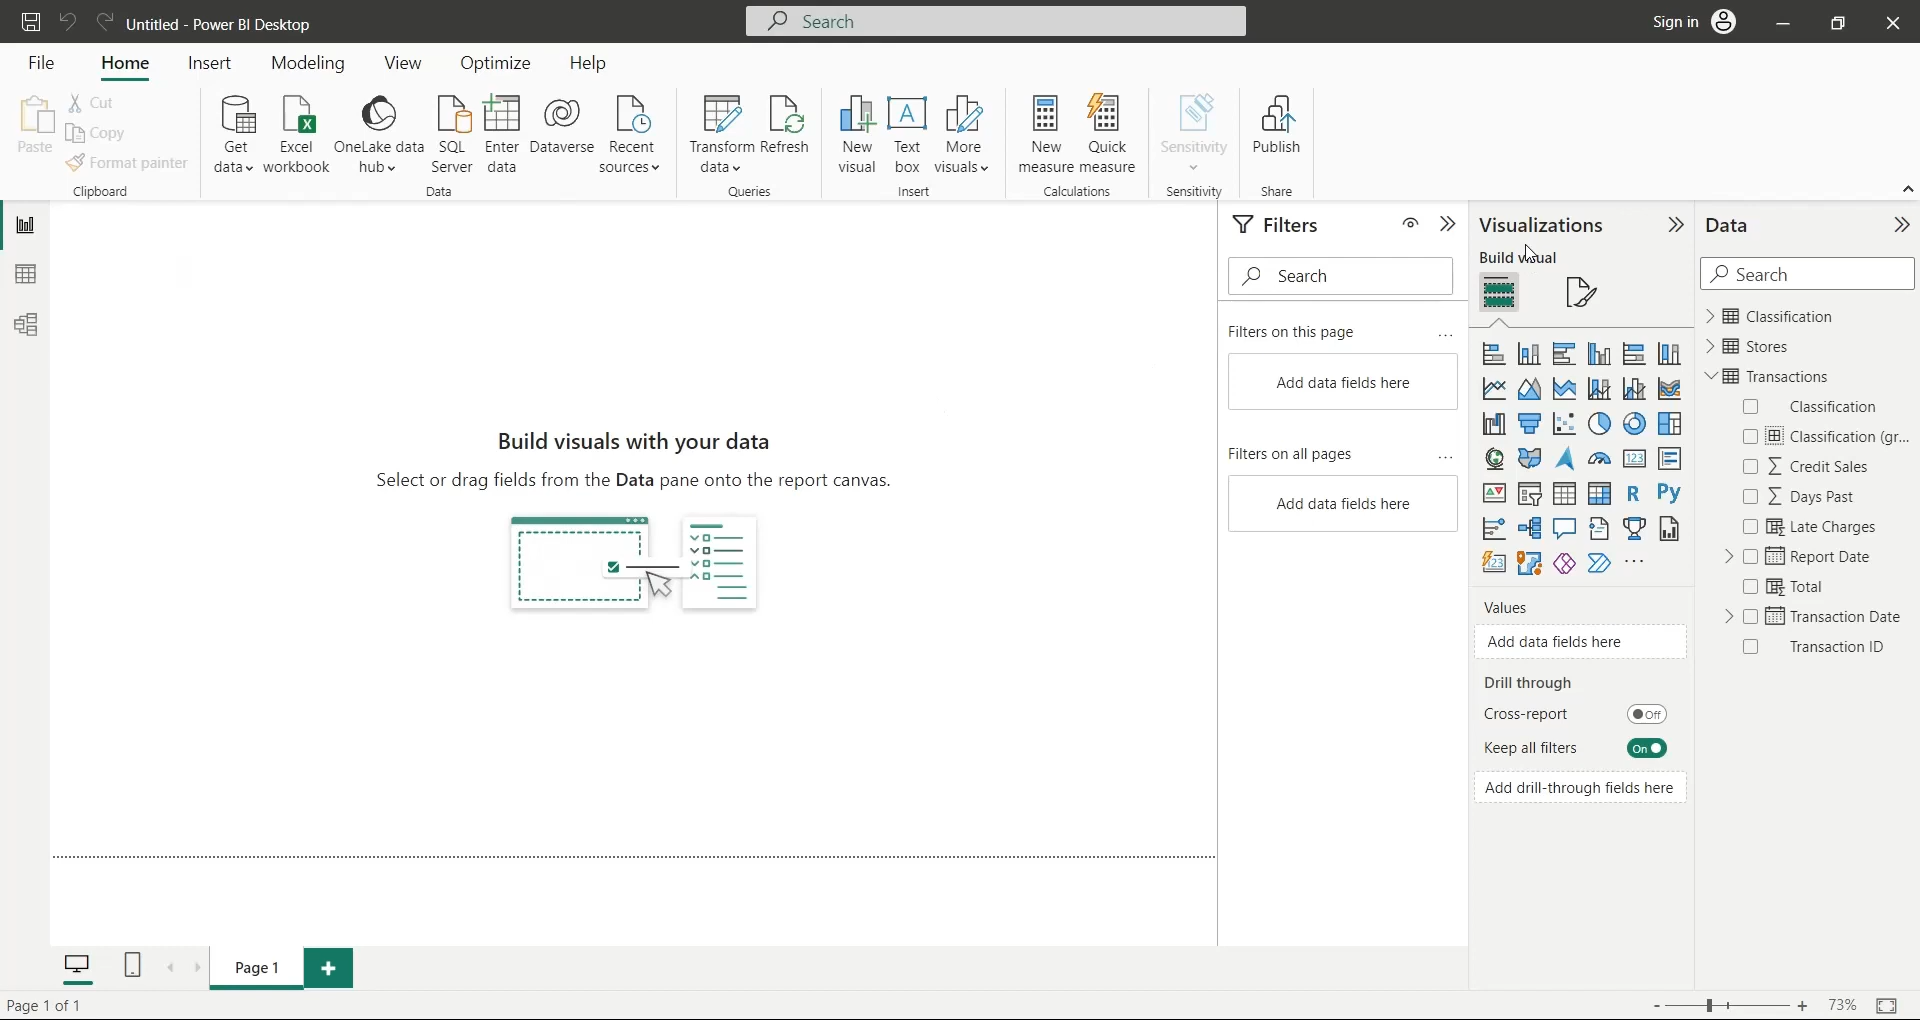 Untitled - Power BI Desktop
Search
Sign in
File
Home
Insert
Modeling
View
Optimize
Help
Paste
Cut
Copy
Format painter
Clipboard
Get
data
Excel
workbook
OneLake data
hub
SQL
Server
Enter
data
Dataverse
Recent
sources
Data
Transform
data
Refresh
Queries
New
visual
A
Text
box
More
visuals
Insert
New
measure
Quick
measure
Calculations
Sensitivity
Sensitivity
Publish
Share
Filters
Search
Filters on this page
...
Add data fields here
Filters on all pages
...
Add data fields here
Build visuals with your data
Select or drag fields from the Data pane onto the report canvas.
Visualizations
Build visual
123
R
Py
123
...
Values
Add data fields here
Drill through
Cross-report
Off
Keep all filters
On
Add drill-through fields here
Data
Search
Classification
Stores
Transactions
Classification
Classification (gr...
Credit Sales
Days Past
Late Charges
Report Date
Total
Transaction Date
Transaction ID
Page 1
Page 1 of 1
73%